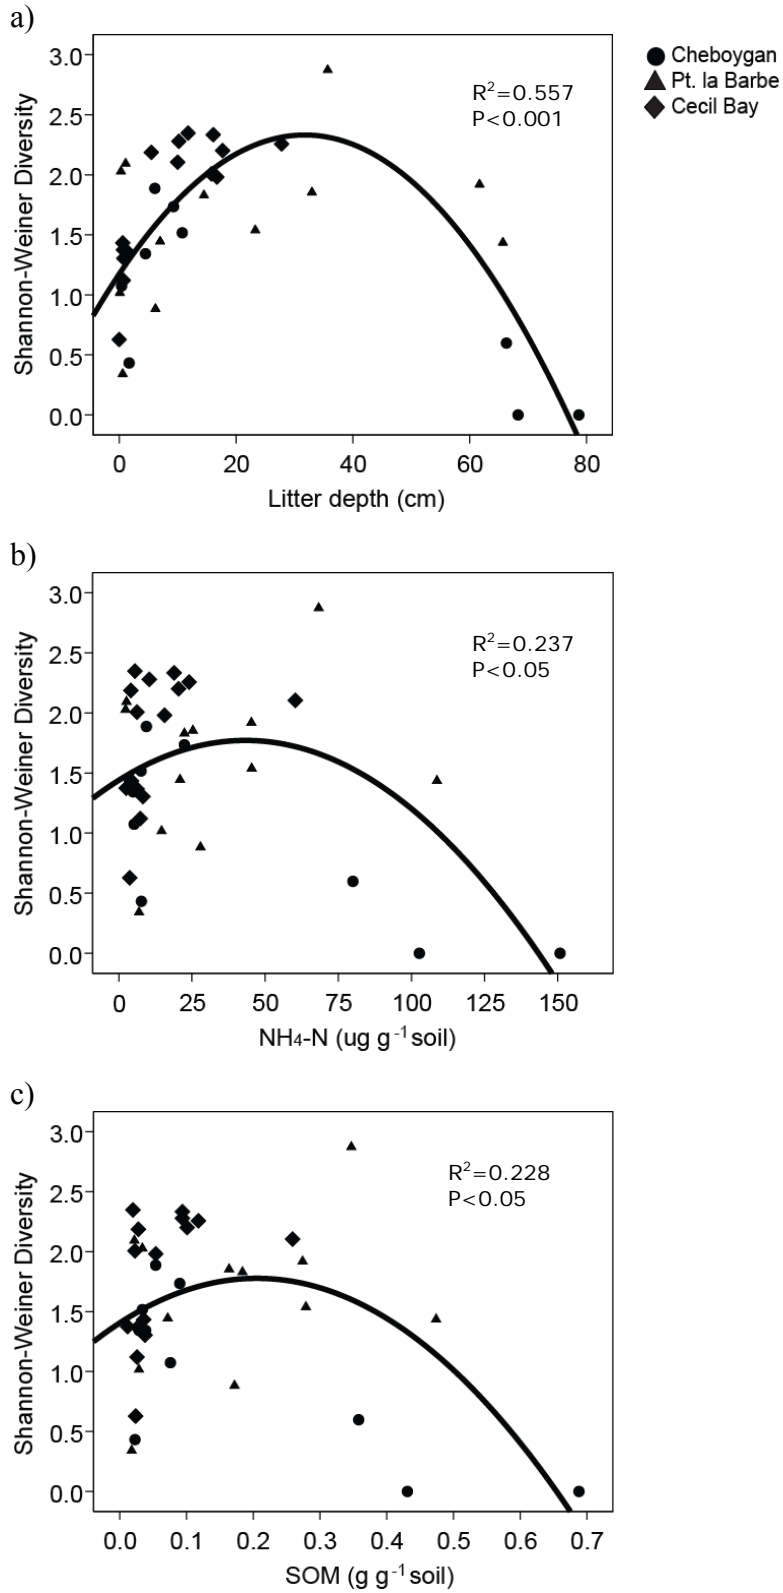 a)
Cheboygan
Pt. la Barbe
Cecil Bay
R²=0.557
P<0.001
Shannon-Weiner Diversity
3.0
2.5
2.0
1.5
1.0
0.5
0.0
0 20 40 60 80
Litter depth (cm)
b)
R²=0.237
P<0.05
Shannon-Weiner Diversity
3.0
2.5
2.0
1.5
1.0
0.5
0.0
0 25 50 75 100 125 150
NH₄-N (ug g⁻¹soil)
c)
R²=0.228
P<0.05
Shannon-Weiner Diversity
3.0
2.5
2.0
1.5
1.0
0.5
0.0
0.0 0.1 0.2 0.3 0.4 0.5 0.6 0.7
SOM (g g⁻¹soil)